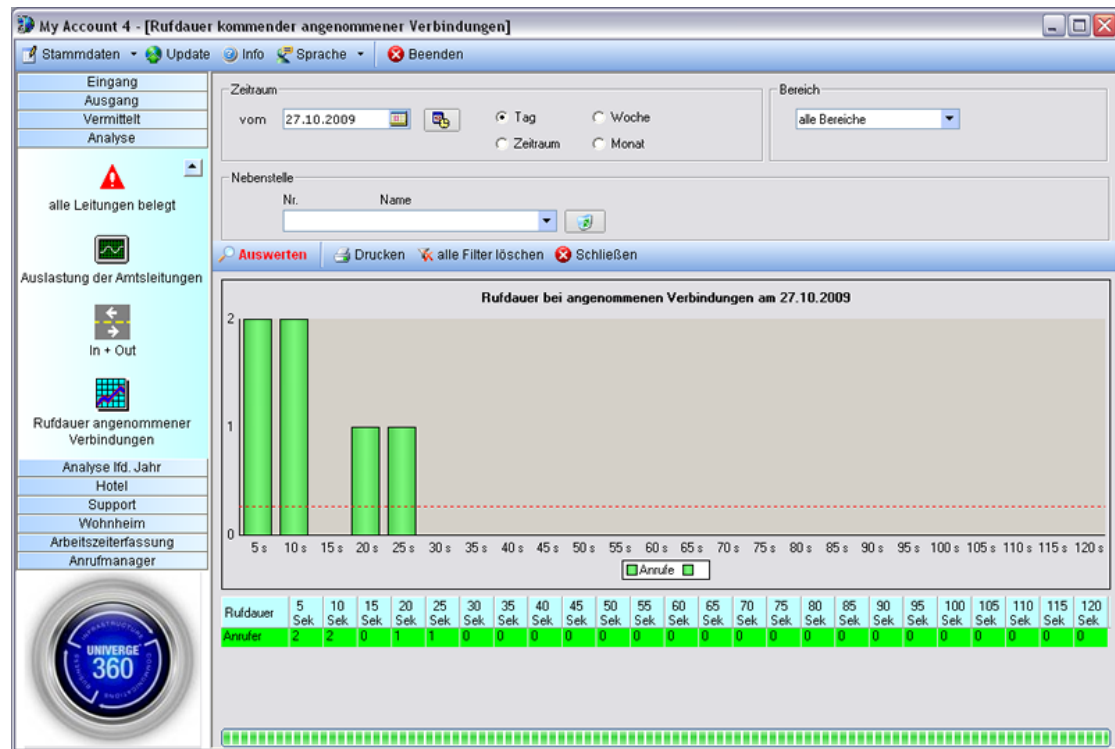 My Account 4 - [Rufdauer kommender angenommener Verbindungen]
Stammdaten Update Info Sprache Beenden
Eingang
Ausgang
Vermittelt
Analyse
alle Leitungen belegt
Auslastung der Amtsleitungen
In + Out
Rufdauer angenommener
Verbindungen
Analyse lfd. Jahr
Hotel
Support
Wohnheim
Arbeitszeiterfassung
Anrufmanager
UNIVERGE
360
INFRASTRUCTURE
COMMUNICATIONS
BUSINESS
Zeitraum
vom 27.10.2009 Tag Woche
Zeitraum Monat
Bereich
alle Bereiche
Nebenstelle
Nr. Name
Auswerten Drucken alle Filter löschen Schließen
Rufdauer bei angenommenen Verbindungen am 27.10.2009
2
1
0
5 s 10 s 15 s 20 s 25 s 30 s 35 s 40 s 45 s 50 s 55 s 60 s 65 s 70 s 75 s 80 s 85 s 90 s 95 s 100 s 105 s 110 s 115 s 120 s
Anrufe
Rufdauer 5 Sek 10 Sek 15 Sek 20 Sek 25 Sek 30 Sek 35 Sek 40 Sek 45 Sek 50 Sek 55 Sek 60 Sek 65 Sek 70 Sek 75 Sek 80 Sek 85 Sek 90 Sek 95 Sek 100 Sek 105 Sek 110 Sek 115 Sek 120 Sek
Anrufer 2 2 0 1 1 0 0 0 0 0 0 0 0 0 0 0 0 0 0 0 0 0 0 0